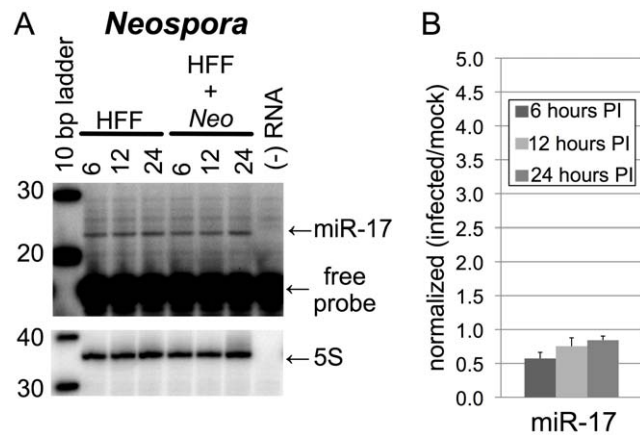 A
Neospora
10 bp ladder
HFF
HFF
+
Neo
(-) RNA
6 12 24 6 12 24
30
20
←miR-17
←free
probe
40
30
←5S
B
normalized (infected/mock)
5.0
4.5
4.0
3.5
3.0
2.5
2.0
1.5
1.0
0.5
0.0
6 hours PI
12 hours PI
24 hours PI
miR-17